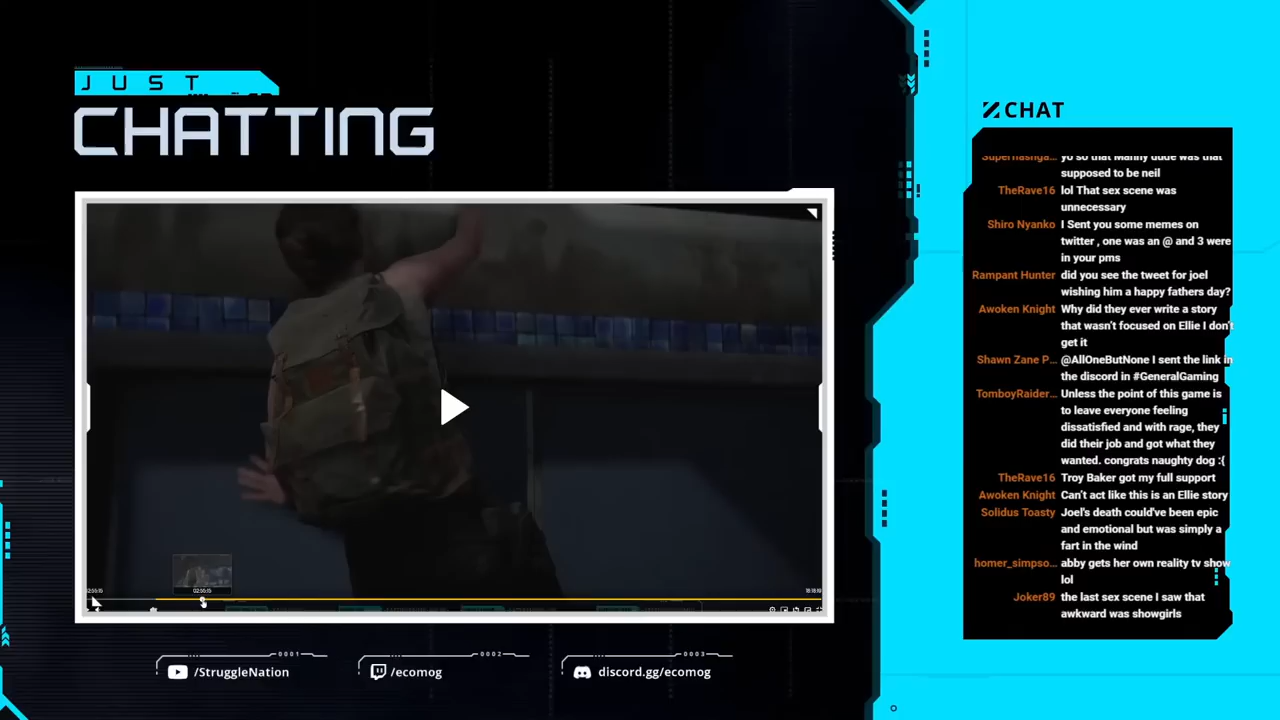 JUST
CHATTING
CHAT
Supernashga... yo so that Manny dude was that
supposed to be neil
TheRave16 lol That sex scene was
unnecessary
Shiro Nyanko I Sent you some memes on
twitter , one was an @ and 3 were
in your pms
Rampant Hunter did you see the tweet for joel
wishing him a happy fathers day?
Awoken Knight Why did they ever write a story
that wasn't focused on Ellie I don't
get it
Shawn Zane P... @AllOneButNone I sent the link in
the discord in #GeneralGaming
TomboyRaider... Unless the point of this game is
to leave everyone feeling
dissatisfied and with rage, they
did their job and got what they
wanted. congrats naughty dog :(
TheRave16 Troy Baker got my full support
Awoken Knight Can't act like this is an Ellie story
Solidus Toasty Joel's death could've been epic
and emotional but was simply a
fart in the wind
homer_simpso... abby gets her own reality tv show
lol
Joker89 the last sex scene I saw that
awkward was showgirls
0001
/StruggleNation
0002
/ecomog
0003
discord.gg/ecomog